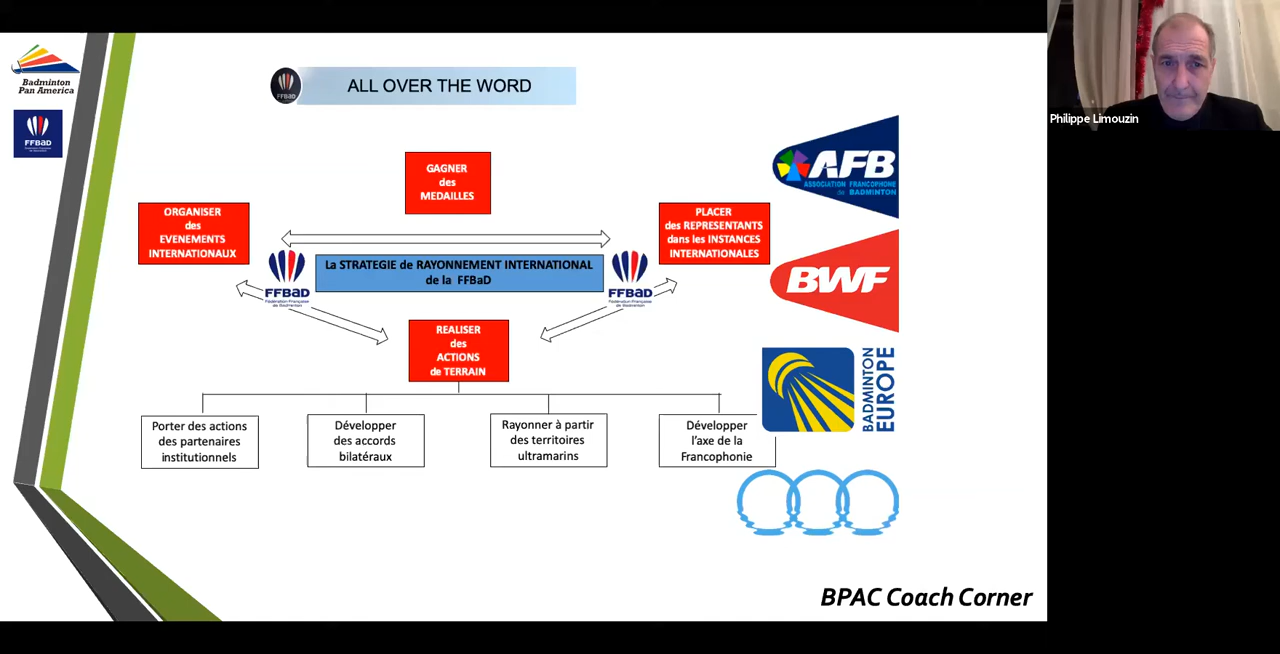 Badminton
Pan America
FFBaD
ALL OVER THE WORD
FFBaD
Philippe Limouzin
GAGNER
des
MEDAILLES
ORGANISER
des
EVENEMENTS
INTERNATIONAUX
PLACER
des REPRESENTANTS
dans les INSTANCES
INTERNATIONALES
La STRATEGIE de RAYONNEMENT INTERNATIONAL
de la FFBaD
FFBaD
Fédération Française
de Badminton
FFBaD
Fédération Française
de Badminton
REALISER
des
ACTIONS
de TERRAIN
Porter des actions
des partenaires
institutionnels
Développer
des accords
bilatéraux
Rayonner à partir
des territoires
ultramarins
Développer
l'axe de la
Francophonie
AFB
ASSOCIATION FRANCOPHONE
de BADMINTON
BWF
BADMINTON
EUROPE
BPAC Coach Corner